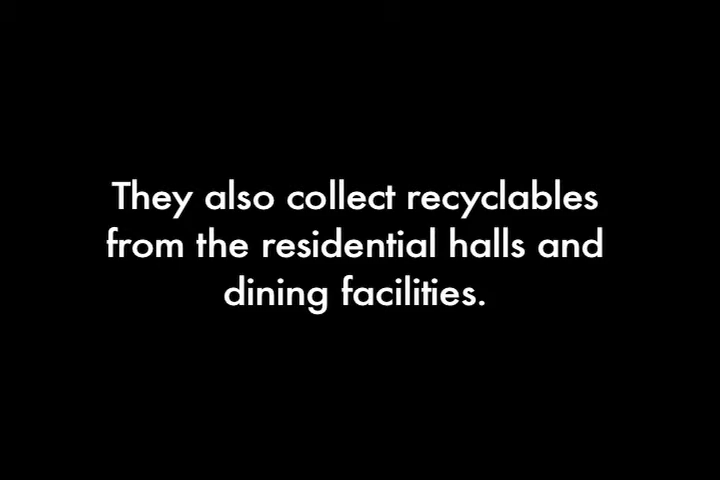 They also collect recyclables
from the residential halls and
dining facilities.